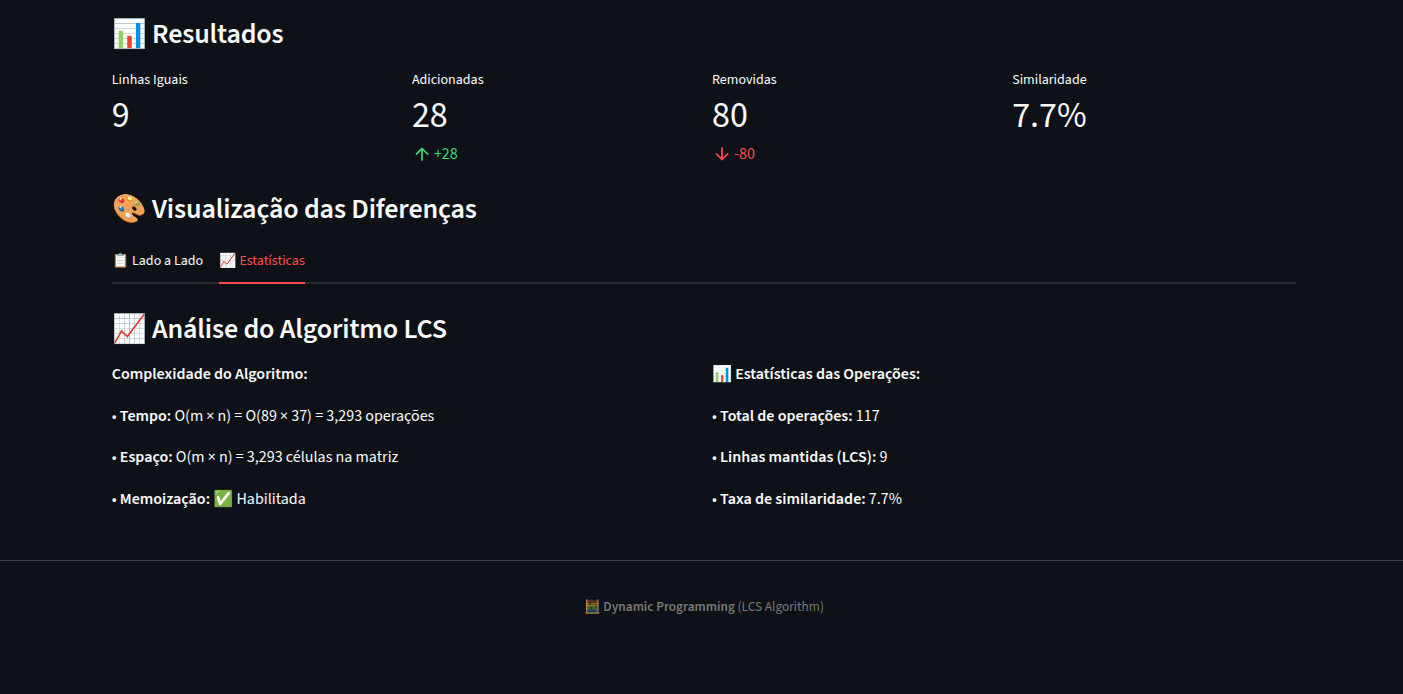 📊 Resultados
Linhas Iguais
9
Adicionadas
28
↑ +28
Removidas
80
↓ -80
Similaridade
7.7%
🎨 Visualização das Diferenças
📋 Lado a Lado
📈 Estatísticas
📈 Análise do Algoritmo LCS
Complexidade do Algoritmo:
• Tempo: O(m × n) = O(89 × 37) = 3,293 operações
• Espaço: O(m × n) = 3,293 células na matriz
• Memoização: ✅ Habilitada
📊 Estatísticas das Operações:
• Total de operações: 117
• Linhas mantidas (LCS): 9
• Taxa de similaridade: 7.7%
🧮 Dynamic Programming (LCS Algorithm)